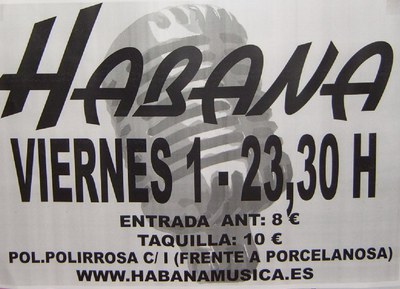 HABANA
VIERNES 1 - 23,30 H
ENTRADA ANT: 8 €
TAQUILLA: 10 €
POL.POLIRROSA C/ I (FRENTE A PORCELANOSA)
WWW.HABANAMUSICA.ES